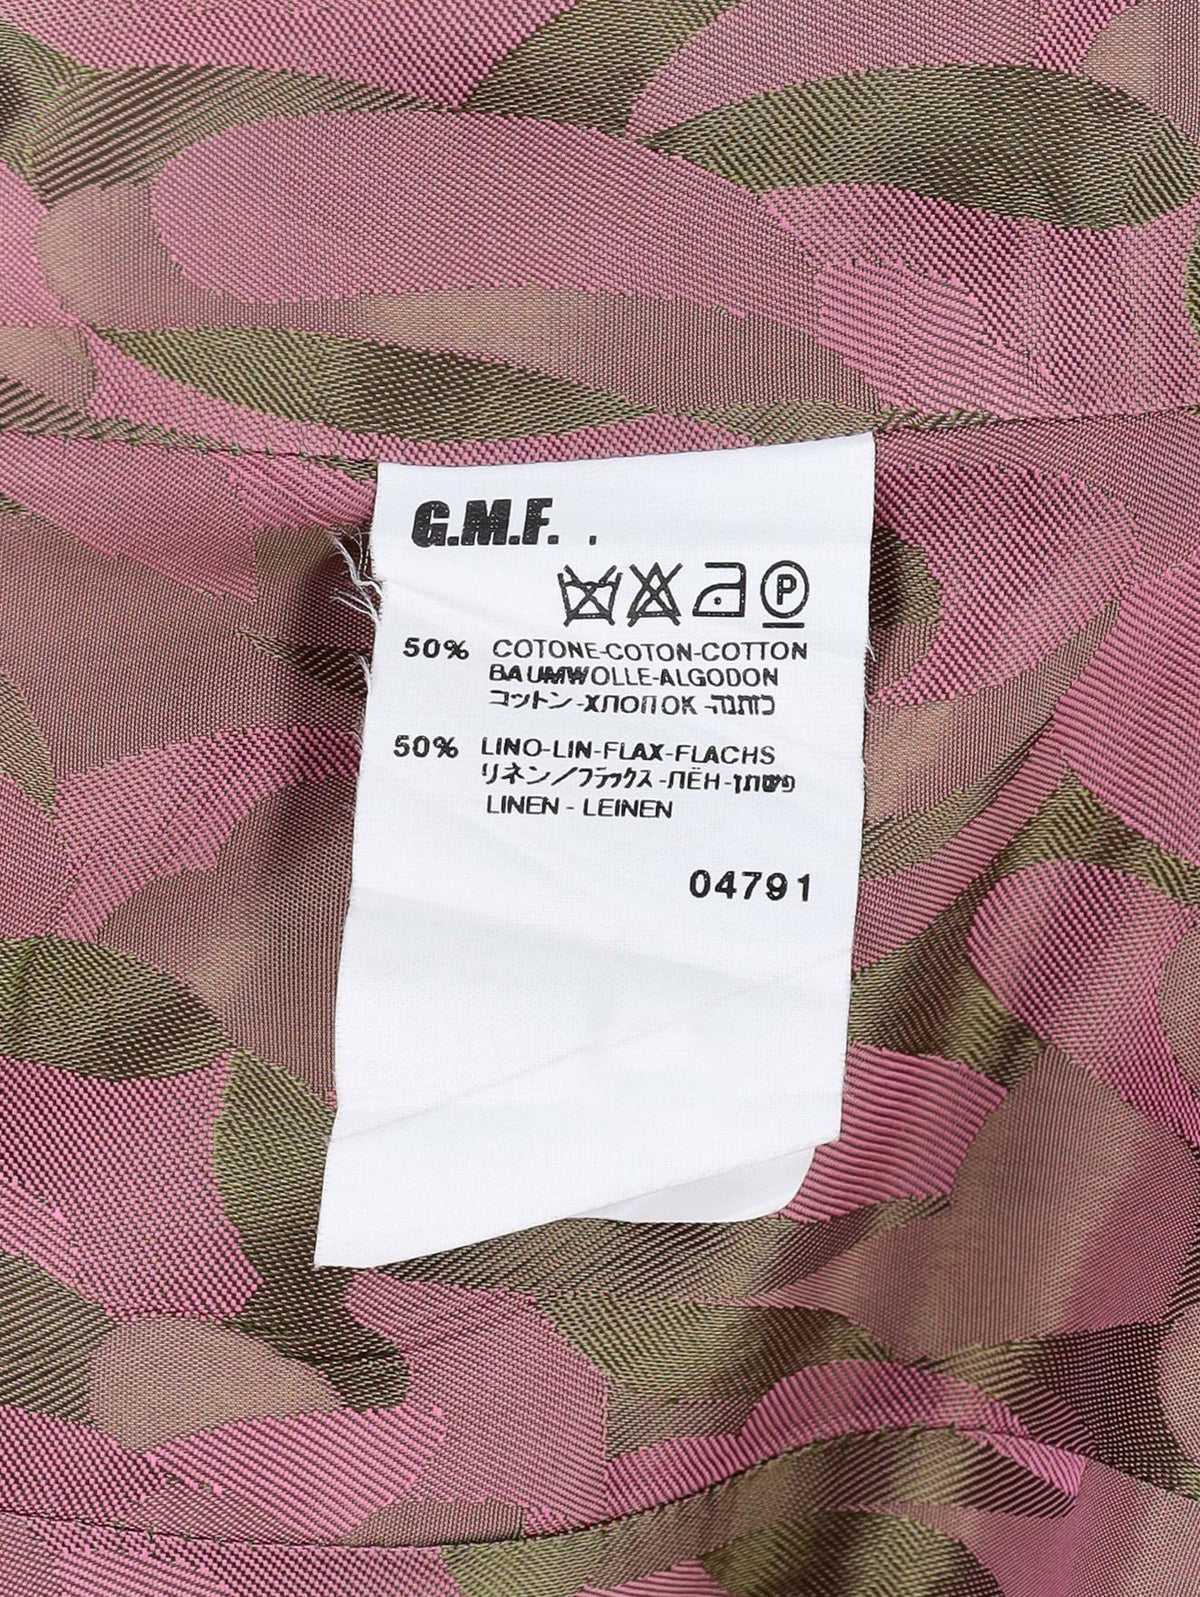 G.M.F. .
P
50% COTONE-COTON-COTTON
BAUMWOLLE-ALGODON
コットン-ХЛОПОК-כותנה
50% LINO-LIN-FLAX-FLACHS
リネン/フラックス-ЛЁН-פשתן
LINEN - LEINEN
04791